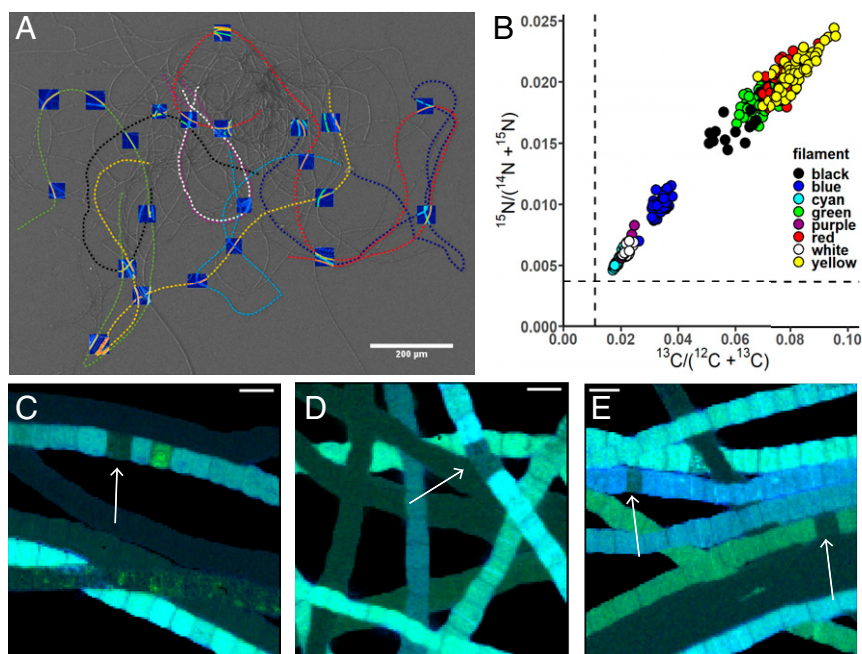 A
200 µm
B
0.025
0.020
0.015
0.010
0.005
0.000
15N/(14N + 15N)
0.00
0.02
0.04
0.06
0.08
0.10
13C/(12C +13C)
filament
black
blue
cyan
green
purple
red
white
yellow
C
D
E